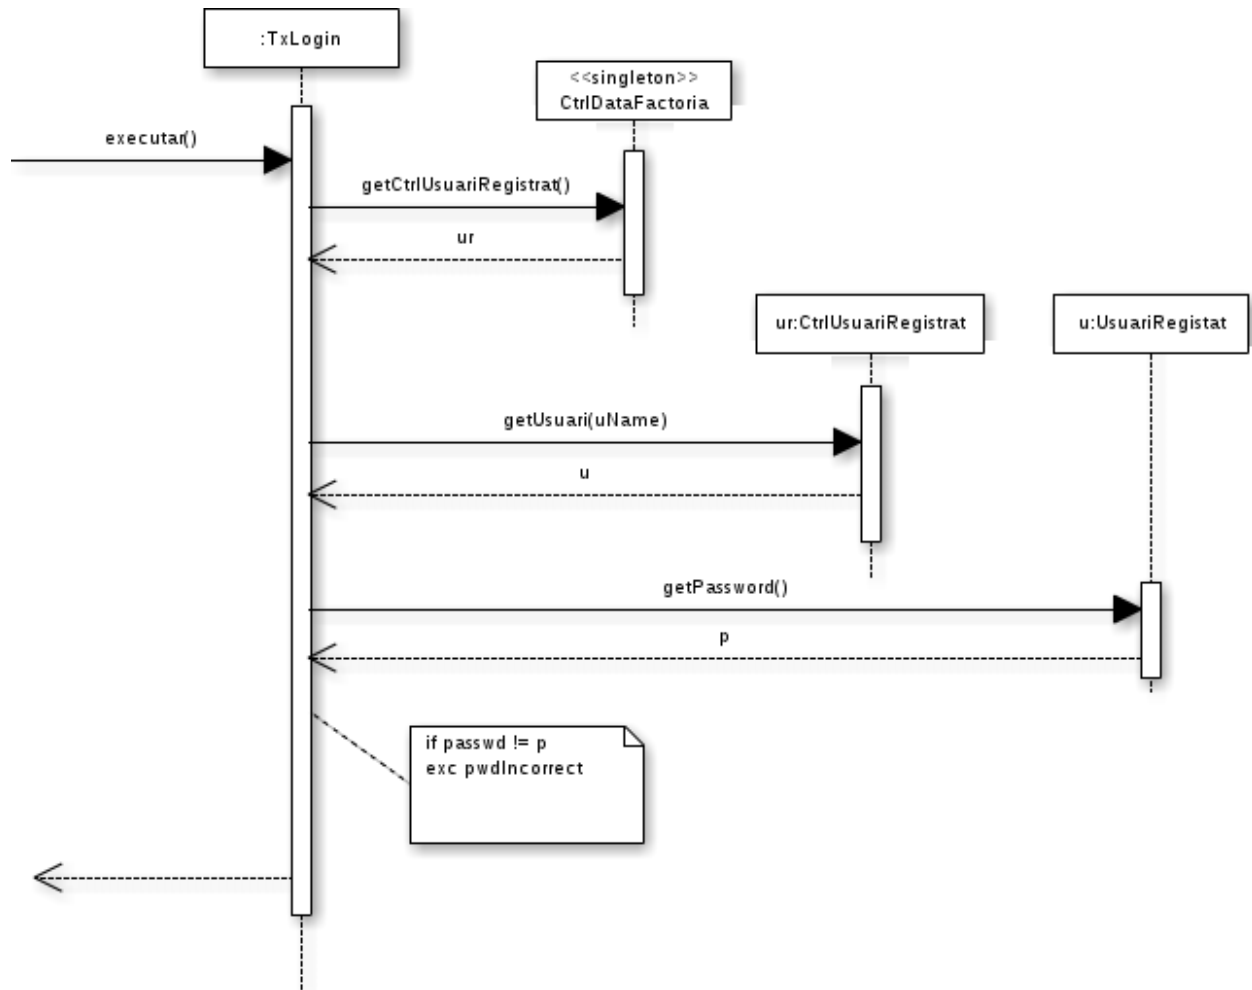 :TxLogin
<<singleton>>
CtrlDataFactoria
executar()
getCtrlUsuariRegistrat()
ur
ur:CtrlUsuariRegistrat
u:UsuariRegistat
getUsuari(uName)
u
getPassword()
p
if passwd != p
exc pwdIncorrect